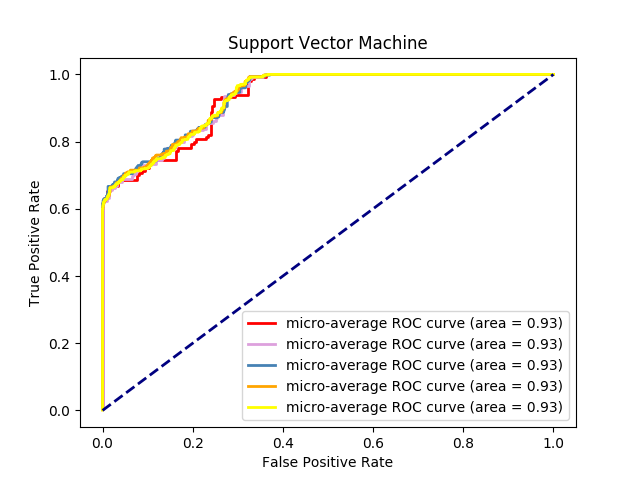 Support Vector Machine
1.0
0.8
0.6
0.4
0.2
0.0
True Positive Rate
micro-average ROC curve (area = 0.93)
micro-average ROC curve (area = 0.93)
micro-average ROC curve (area = 0.93)
micro-average ROC curve (area = 0.93)
micro-average ROC curve (area = 0.93)
0.0 0.2 0.4 0.6 0.8 1.0
False Positive Rate